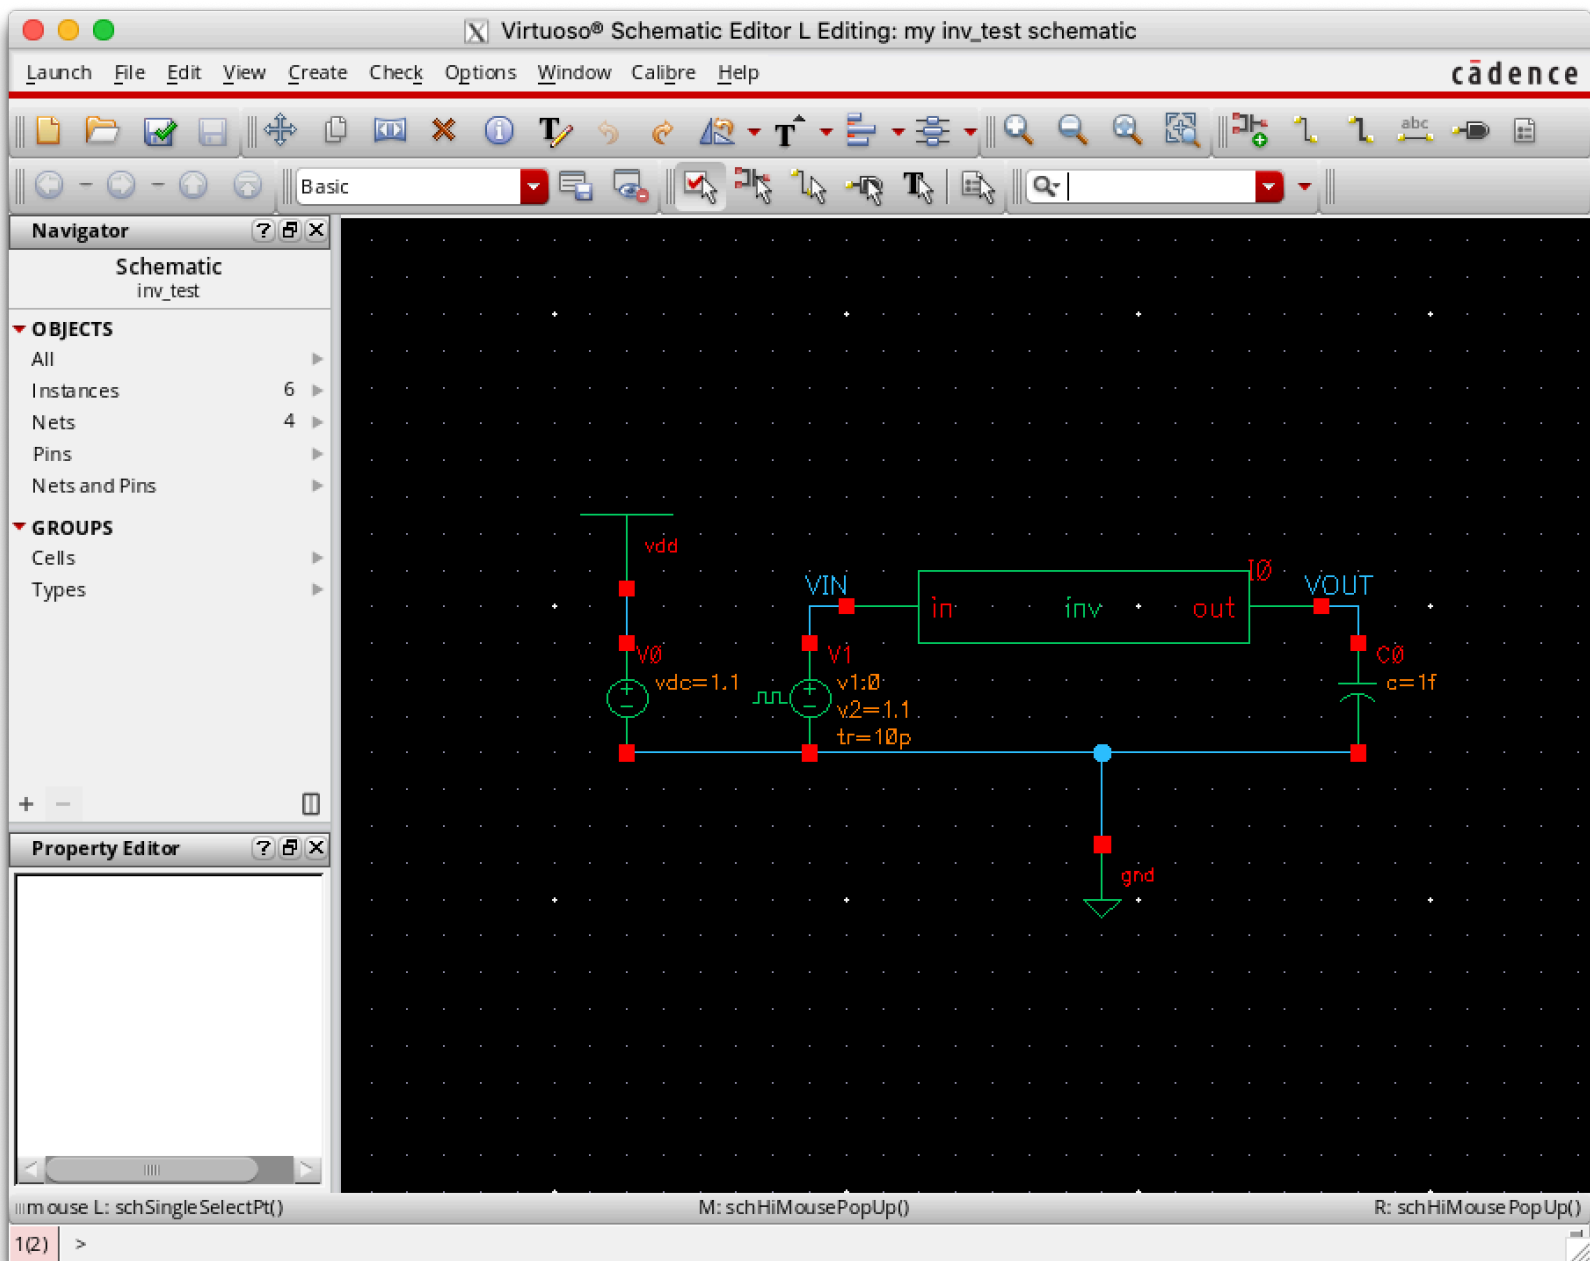 Virtuoso® Schematic Editor L Editing: my inv_test schematic
Launch File Edit View Create Check Options Window Calibre Help
cādence
abc
Basic
Navigator
Schematic
inv_test
OBJECTS
All
Instances 6
Nets 4
Pins
Nets and Pins
GROUPS
Cells
Types
Property Editor
vdd
V0
vdc=1.1
VIN
V1
v1:0
v2=1.1
tr=10p
in
inv
out
I0
VOUT
C0
c=1f
gnd
mouse L: schSingleSelectPt()
M: schHiMousePopUp()
R: schHiMousePopUp()
1(2) >